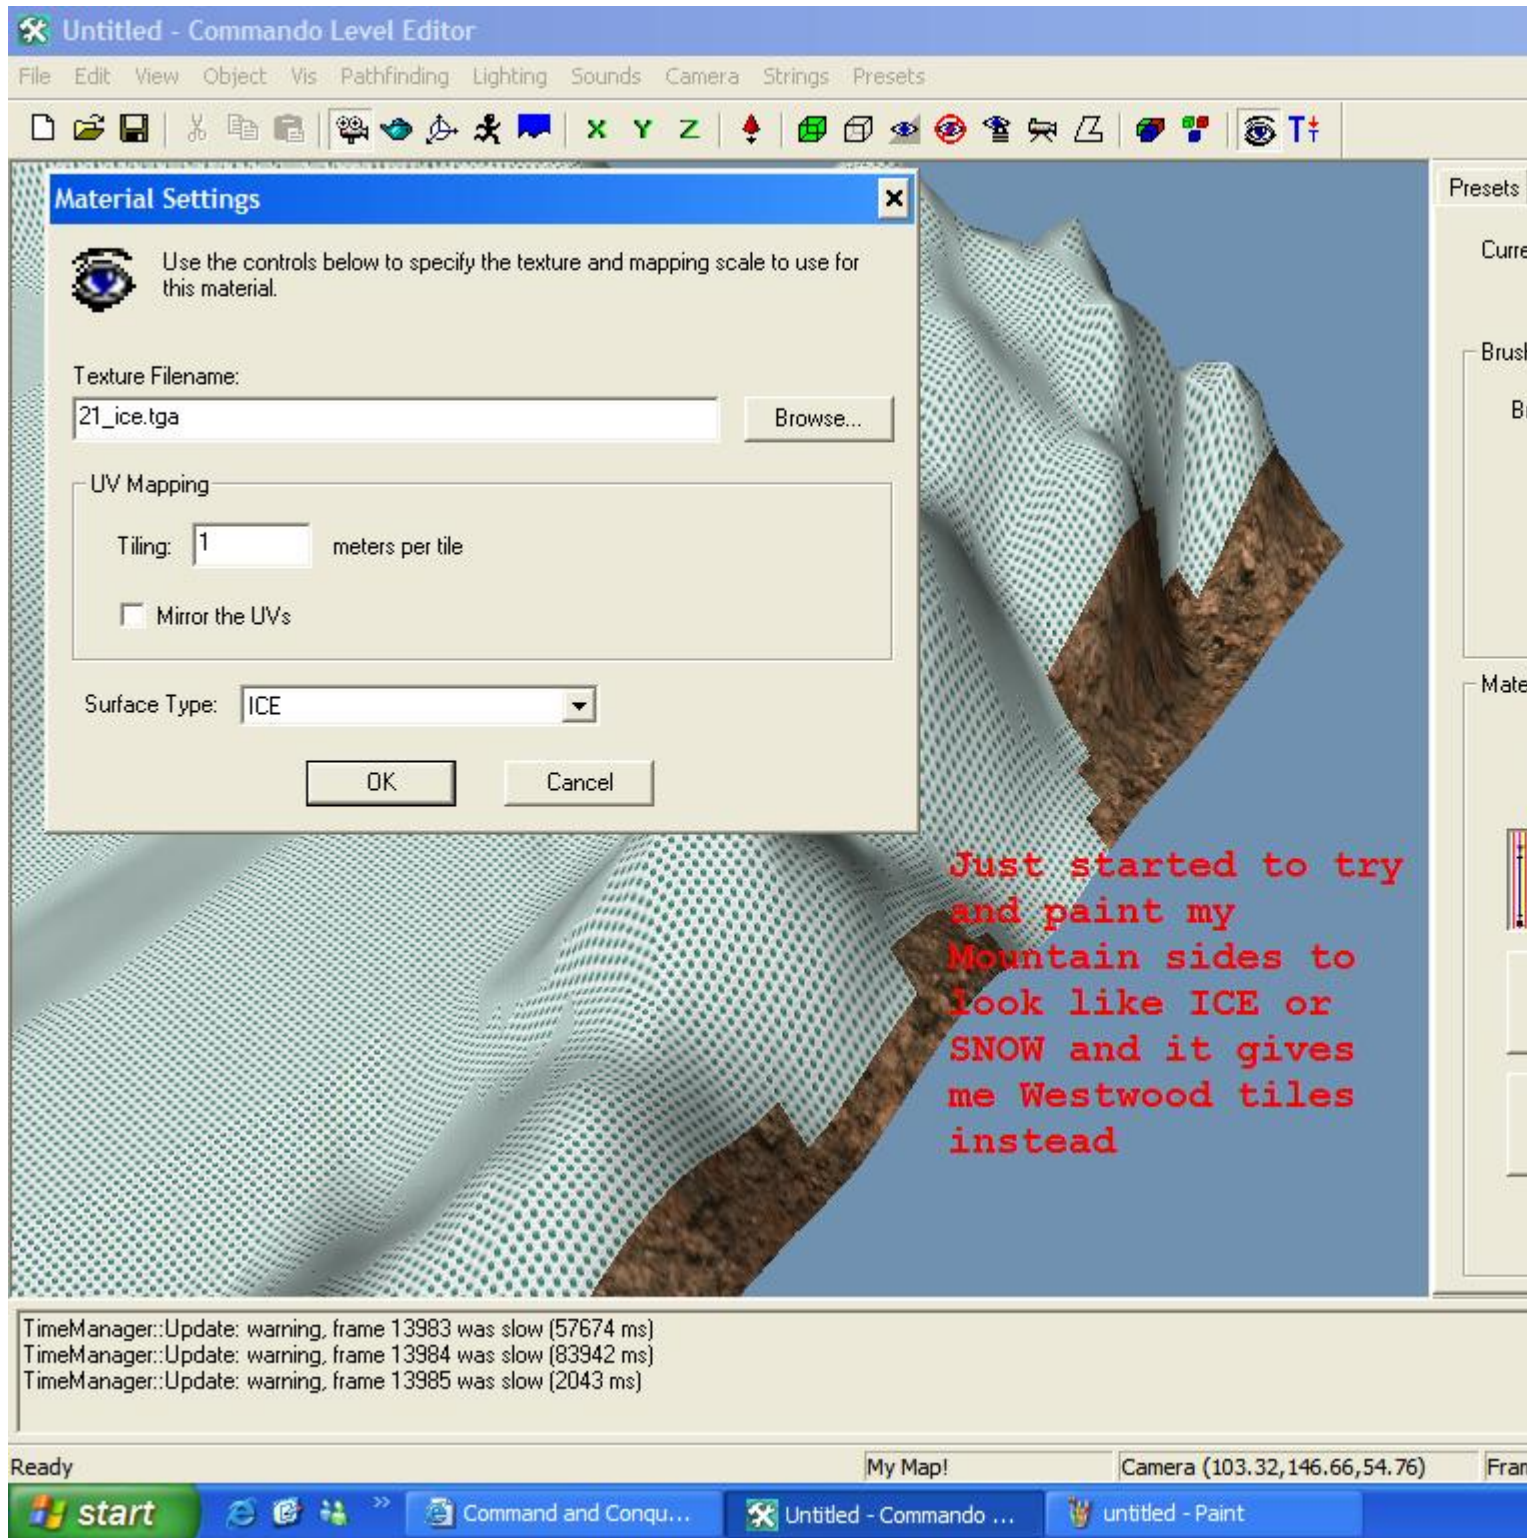 Untitled - Commando Level Editor
File Edit View Object Vis Pathfinding Lighting Sounds Camera Strings Presets
X Y Z
Material Settings
Use the controls below to specify the texture and mapping scale to use for
this material.
Texture Filename:
21_ice.tga
Browse...
UV Mapping
Tiling: 1 meters per tile
Mirror the UVs
Surface Type: ICE
OK Cancel
Presets
Just started to try
and paint my
Mountain sides to
look like ICE or
SNOW and it gives
me Westwood tiles
instead
TimeManager::Update: warning, frame 13983 was slow (57674 ms)
TimeManager::Update: warning, frame 13984 was slow (83942 ms)
TimeManager::Update: warning, frame 13985 was slow (2043 ms)
Ready My Map! Camera (103.32,146.66,54.76)
start Command and Conqu... Untitled - Commando ... untitled - Paint